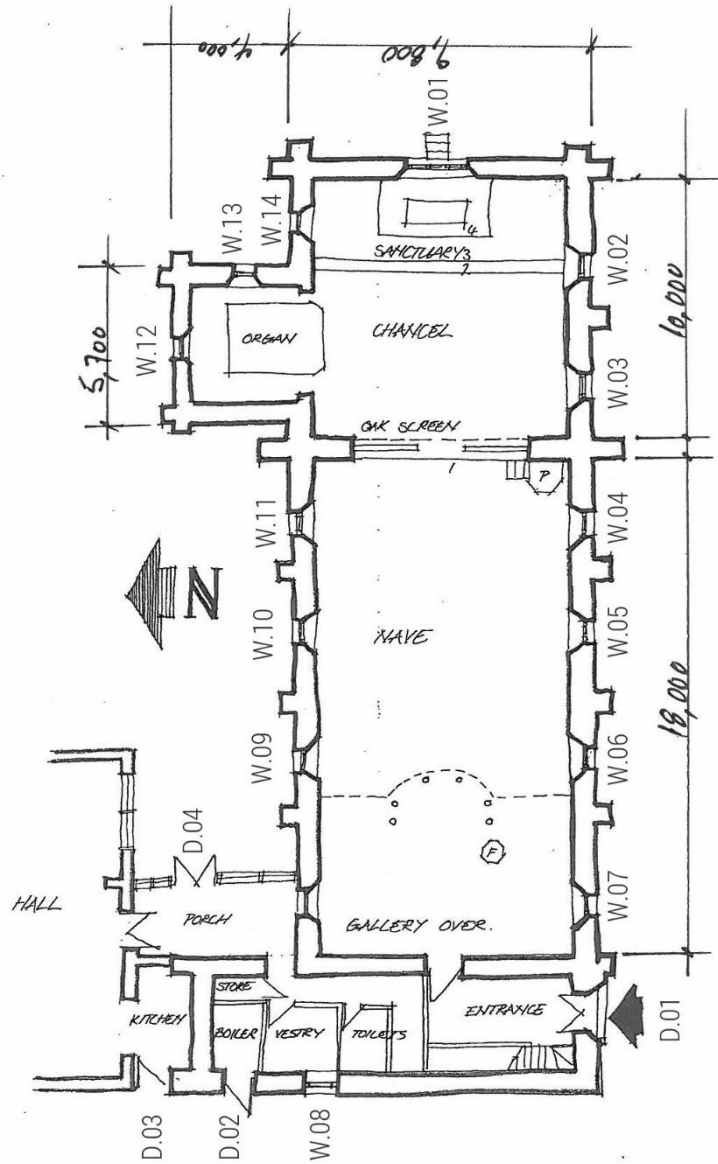 4,000
9,800
W.01
W.14
W.13
SANCTUARY 3
4
2
W.02
5,700
W.12
ORGAN
CHANCEL
10,000
W.03
OAK SCREEN
1
P
W.11
W.04
N
W.10
NAVE
W.05
18,000
W.09
W.06
D.04
F
HALL
PORCH
GALLERY OVER.
W.07
STORE
KITCHEN
BOILER
VESTRY
TOILETS
ENTRANCE
D.01
D.03
D.02
W.08